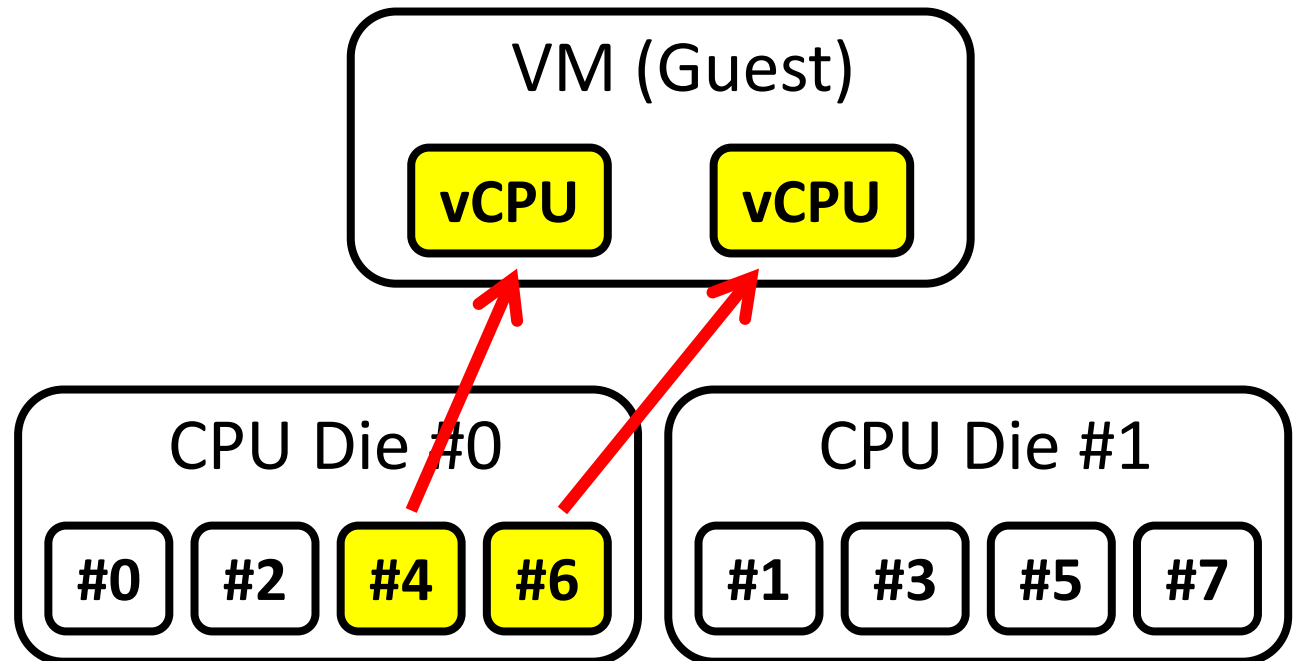 VM (Guest)
vCPU vCPU
CPU Die #0
#0 #2 #4 #6
CPU Die #1
#1 #3 #5 #7